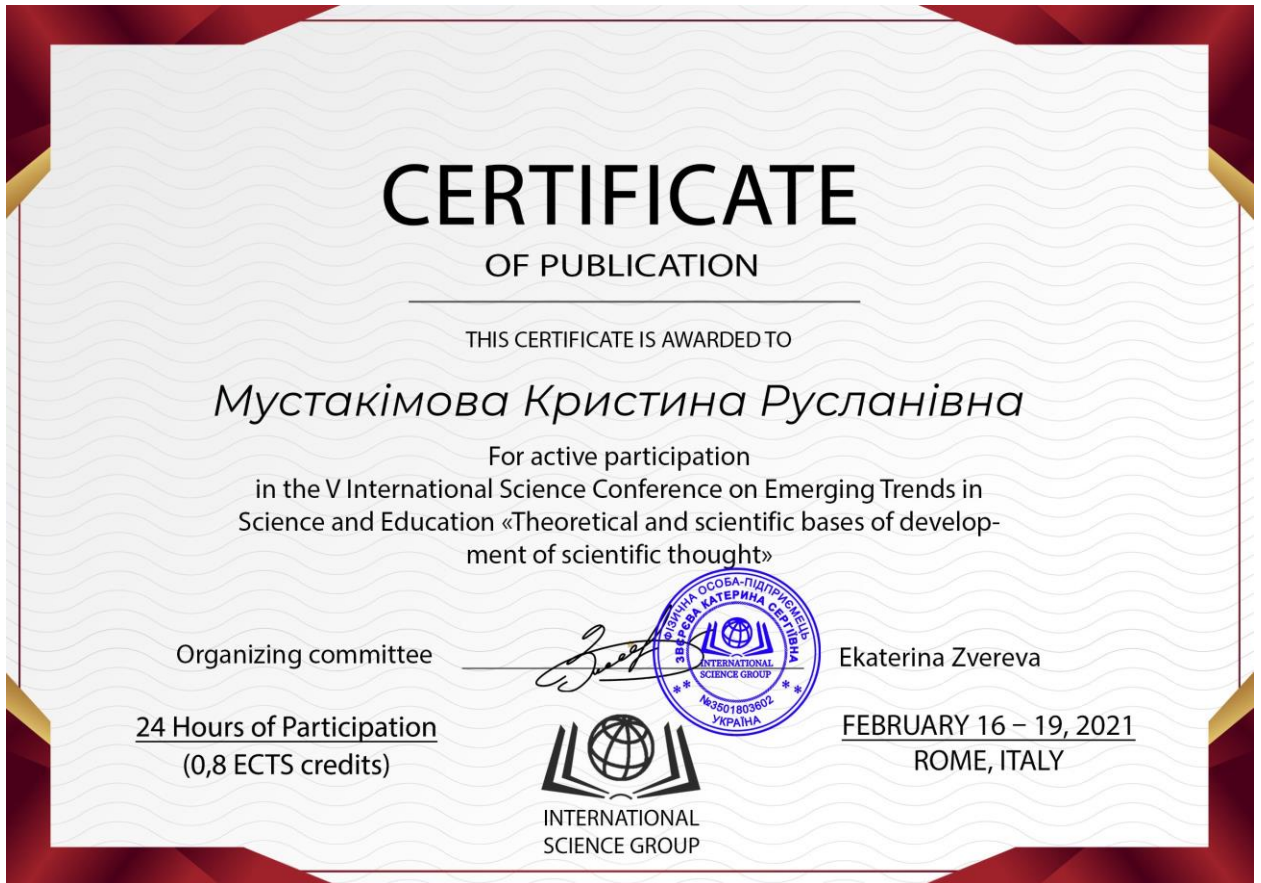 CERTIFICATE
OF PUBLICATION
THIS CERTIFICATE IS AWARDED TO
Мустакімова Кристина Русланівна
For active participation
in the V International Science Conference on Emerging Trends in
Science and Education «Theoretical and scientific bases of develop-
ment of scientific thought»
Organizing committee
ФІЗИЧНА ОСОБА-ПІДПРИЄМЕЦЬ
ЗВЄРЄВА КАТЕРИНА СЕРГІЇВНА
INTERNATIONAL
SCIENCE GROUP
№3501803602
УКРАЇНА
Ekaterina Zvereva
24 Hours of Participation
(0,8 ECTS credits)
INTERNATIONAL
SCIENCE GROUP
FEBRUARY 16 – 19, 2021
ROME, ITALY